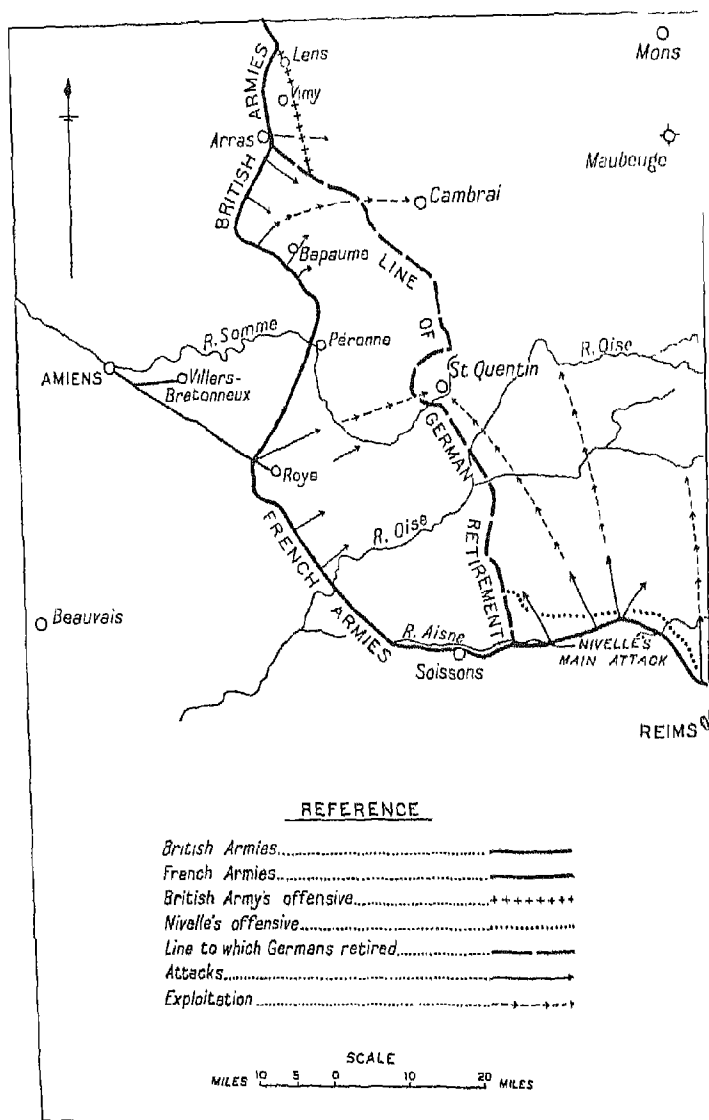 Lens
Mons
Vimy
Arras
Maubeuge
BRITISH ARMIES
Cambrai
Bapaume
LINE OF GERMAN RETIREMENT
R. Somme
Péronne
R. Oise
AMIENS
Villers-
Bretonneux
St. Quentin
Roye
FRENCH ARMIES
R. Oise
Beauvais
R. Aisne
Soissons
NIVELLE'S
MAIN ATTACK
REIMS
REFERENCE
British Armies
French Armies
British Army's offensive
Nivelle's offensive
Line to which Germans retired
Attacks
Exploitation
SCALE
MILES 10 5 0 10 20 MILES